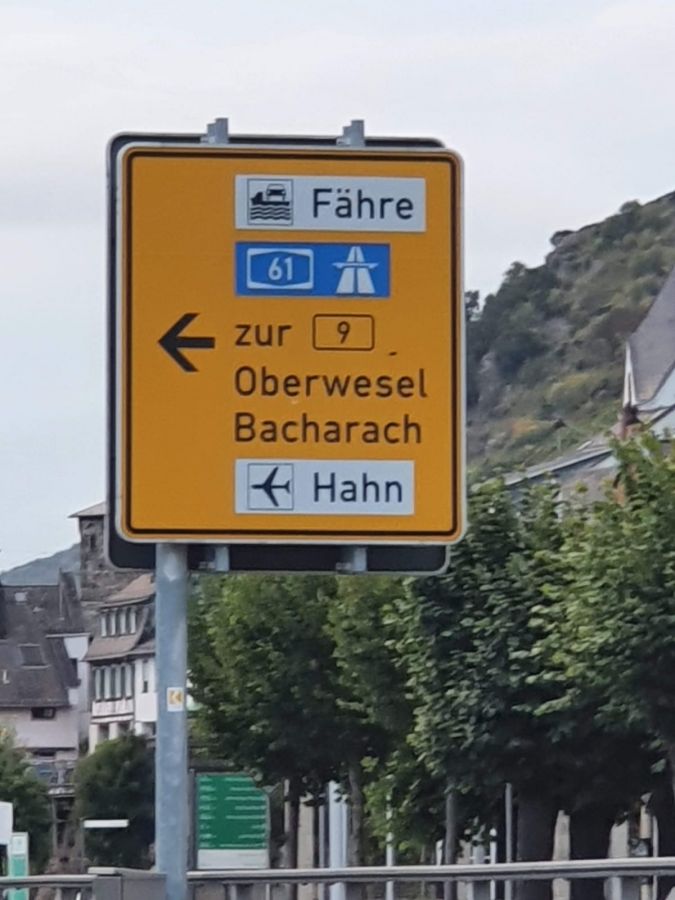 Fähre
61
zur 9
Oberwesel
Bacharach
Hahn